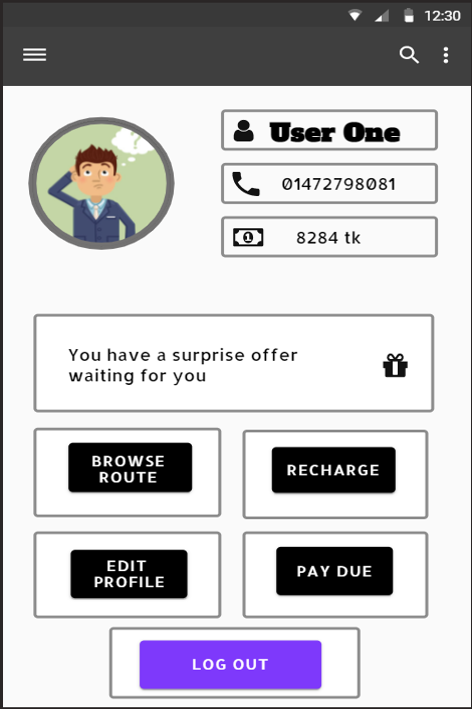 12:30
User One
01472798081
8284 tk
You have a surprise offer
waiting for you
BROWSE
ROUTE
RECHARGE
EDIT
PROFILE
PAY DUE
LOG OUT